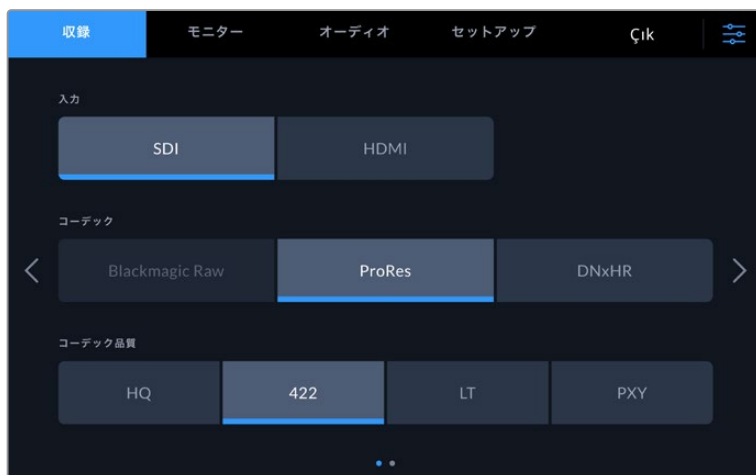 収録 モニター オーディオ セットアップ Çık
入力
SDI HDMI
コーデック
Blackmagic Raw ProRes DNxHR
コーデック品質
HQ 422 LT PXY